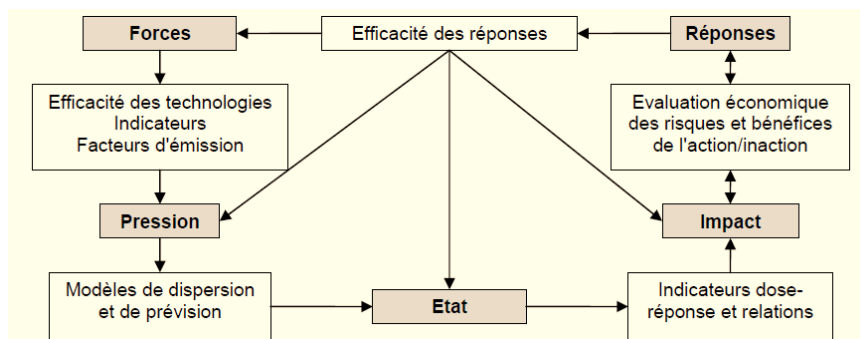 Forces
Efficacité des réponses
Réponses
Efficacité des technologies
Indicateurs
Facteurs d'émission
Evaluation économique
des risques et bénéfices
de l'action/inaction
Pression
Impact
Modèles de dispersion
et de prévision
Etat
Indicateurs dose-
réponse et relations